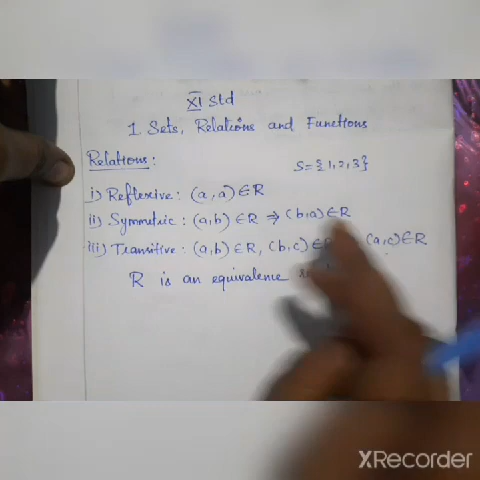 XI Std
1. Sets, Relations and Functions
Relations:
S={1,2,3}
i) Reflexive: (a,a)∈R
ii) Symmetric: (a,b)∈R ⇒ (b,a)∈R
iii) Transitive: (a,b)∈R, (b,c)∈R (a,c)∈R
R is an equivalence
XRecorder